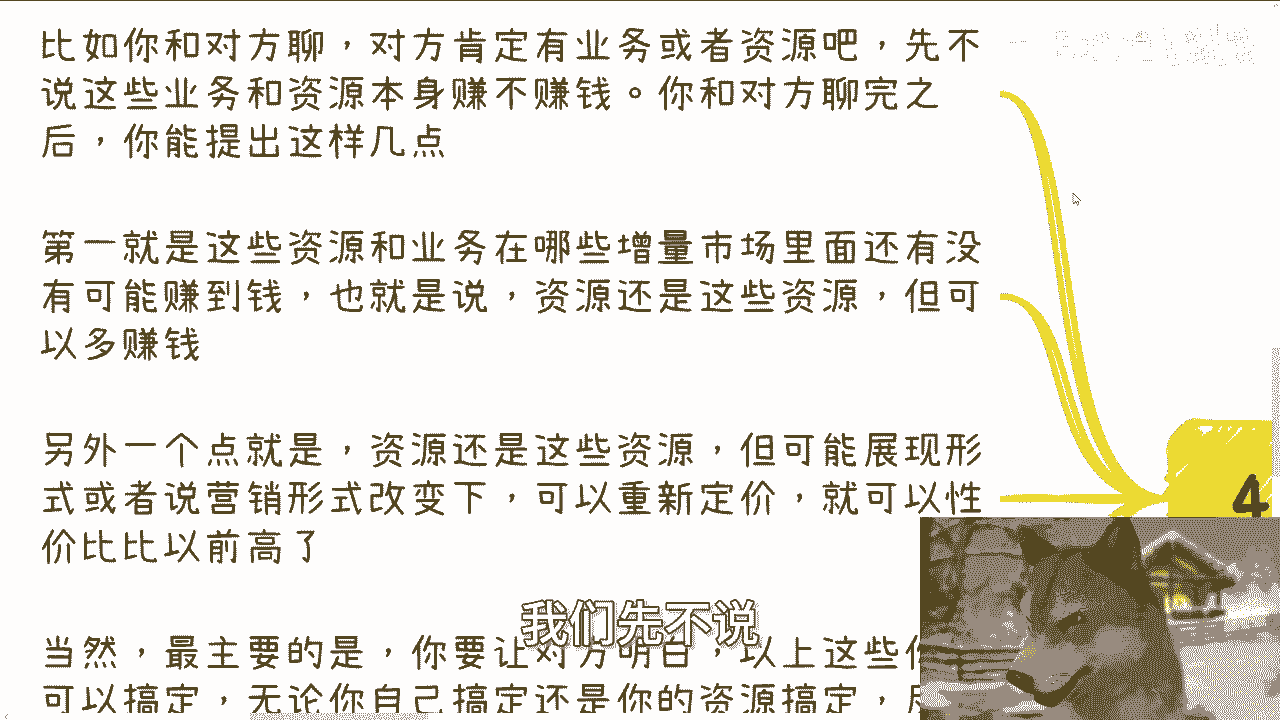 比如你和对方聊，对方肯定有业务或者资源吧，先不
说这些业务和资源本身赚不赚钱。你和对方聊完之
后，你能提出这样几点
第一就是这些资源和业务在哪些增量市场里面还有没
有可能赚到钱，也就是说，资源还是这些资源，但可
以多赚钱
另外一个点就是，资源还是这些资源，但可能展现形
式或者说营销形式改变下，可以重新定价，就可以性
价比比以前高了
4
我们先不说
当然，最主要的是，你要让对方明白，以上这些
可以搞定，无论你自己搞定还是你的资源搞定，